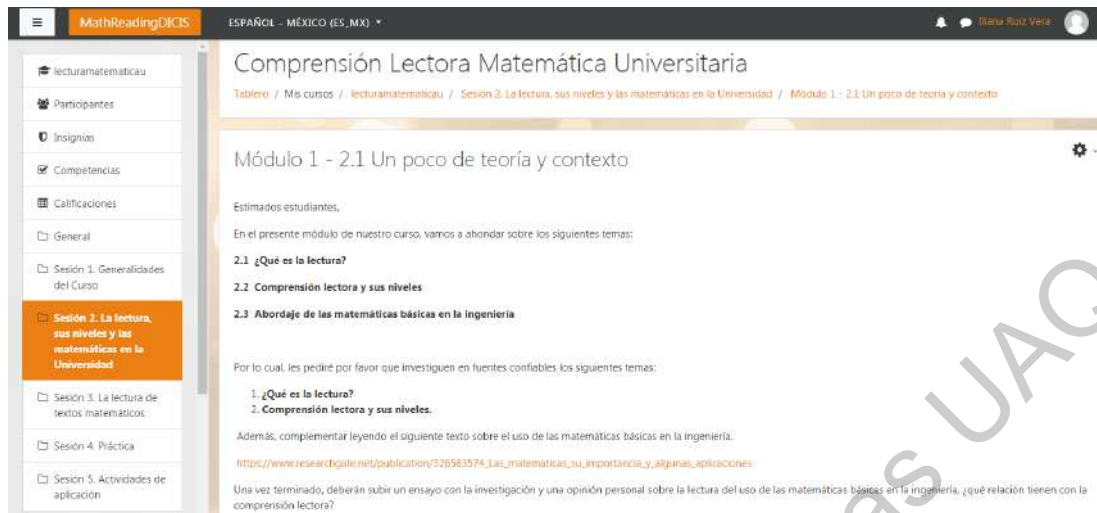 MathReadingDICIS
ESPAÑOL - MÉXICO (ES_MX)
Diana Ruiz Vera
lecturamatematicau
Participantes
Insignias
Competencias
Calificaciones
General
Sesión 1. Generalidades
del Curso
Sesión 2. La lectura,
sus niveles y las
matemáticas en la
Universidad
Sesión 3. La lectura de
textos matemáticos
Sesión 4. Práctica
Sesión 5. Actividades de
aplicación
Comprensión Lectora Matemática Universitaria
Tablero / Mis cursos / lecturamatematicau / Sesión 2. La lectura, sus niveles y las matemáticas en la Universidad / Módulo 1 - 2.1 Un poco de teoría y contexto
Módulo 1 - 2.1 Un poco de teoría y contexto
Estimados estudiantes,
En el presente módulo de nuestro curso, vamos a ahondar sobre los siguientes temas:
2.1 ¿Qué es la lectura?
2.2 Comprensión lectora y sus niveles
2.3 Abordaje de las matemáticas básicas en la ingeniería
Por lo cual, les pediré por favor que investiguen en fuentes confiables los siguientes temas:
1. ¿Qué es la lectura?
2. Comprensión lectora y sus niveles.
Además, complementar leyendo el siguiente texto sobre el uso de las matemáticas básicas en la ingeniería.
https://www.researchgate.net/publication/326583574_Las_matematicas_su_importancia_y_algunas_aplicaciones
Una vez terminado, deberán subir un ensayo con la investigación y una opinión personal sobre la lectura del uso de las matemáticas básicas en la ingeniería, ¿qué relación tienen con la
comprensión lectora?
as UAQ